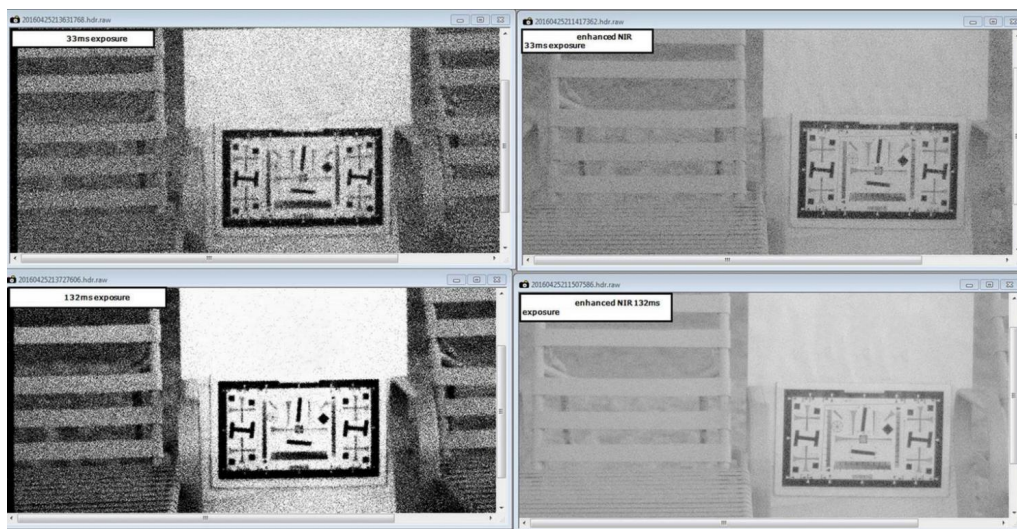 20160425213631768.hdr.raw
33ms exposure
20160425211417362.hdr.raw
enhanced NIR
33ms exposure
20160425213727606.hdr.raw
132ms exposure
20160425211507586.hdr.raw
enhanced NIR 132ms
exposure